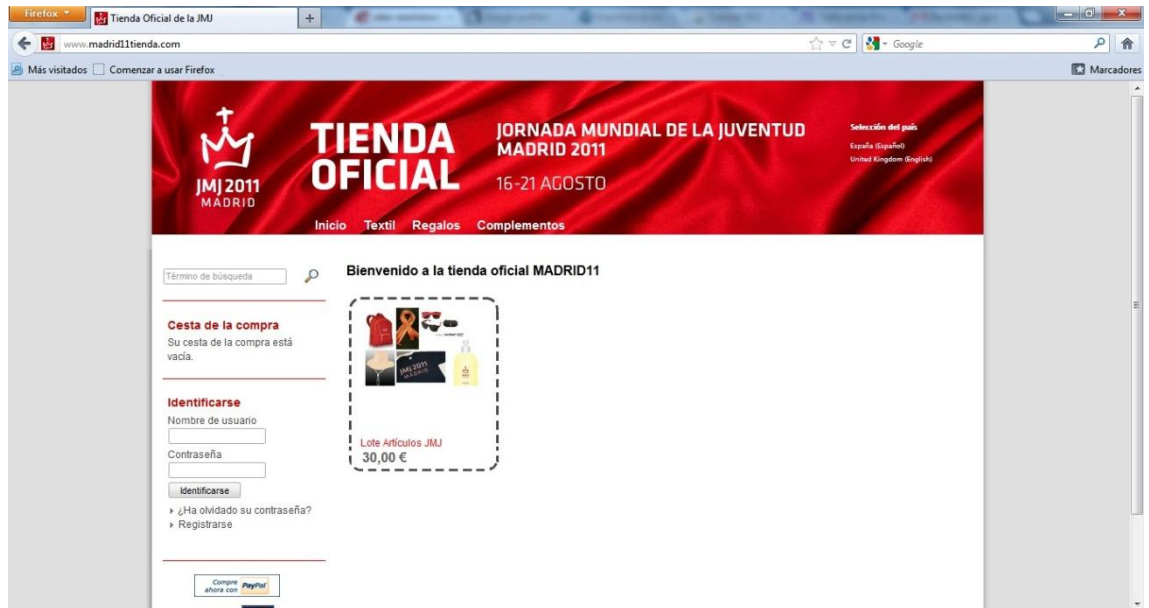 Firefox
Tienda Oficial de la JMJ
www.madrid11tienda.com
Google
Más visitados
Comenzar a usar Firefox
Marcadores
JMJ 2011
MADRID
TIENDA
OFICIAL
JORNADA MUNDIAL DE LA JUVENTUD
MADRID 2011
16-21 AGOSTO
Selección del país
España (Español)
United Kingdom (English)
Inicio Textil Regalos Complementos
Término de búsqueda
Bienvenido a la tienda oficial MADRID11
Cesta de la compra
Su cesta de la compra está
vacía.
JMJ 2011
MADRID
Lote Artículos JMJ
30,00 €
Identificarse
Nombre de usuario
Contraseña
Identificarse
¿Ha olvidado su contraseña?
Registrarse
Compre
ahora con PayPal